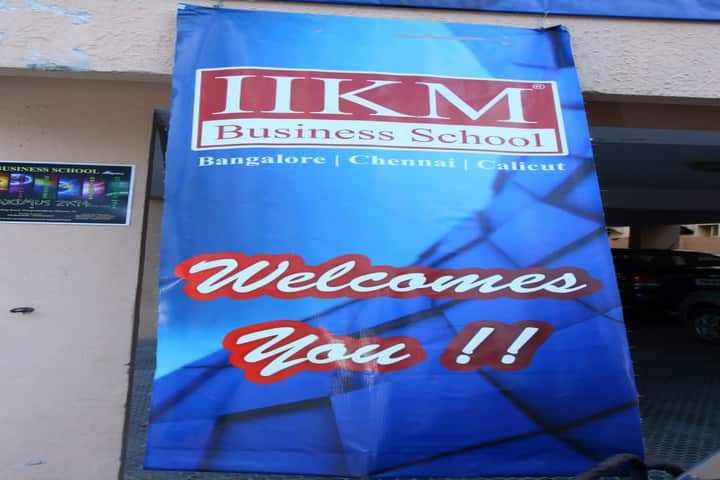 IIKM®
Business School
Bangalore | Chennai | Calicut
Welcomes
You !!
BUSINESS SCHOOL